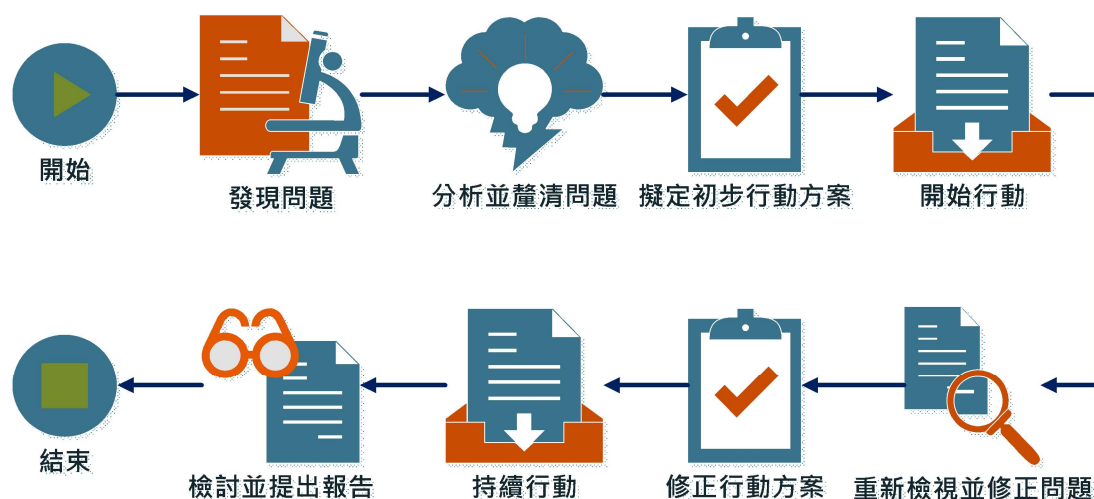 開始
發現問題
分析並釐清問題
擬定初步行動方案
開始行動
重新檢視並修正問題
修正行動方案
持續行動
檢討並提出報告
結束